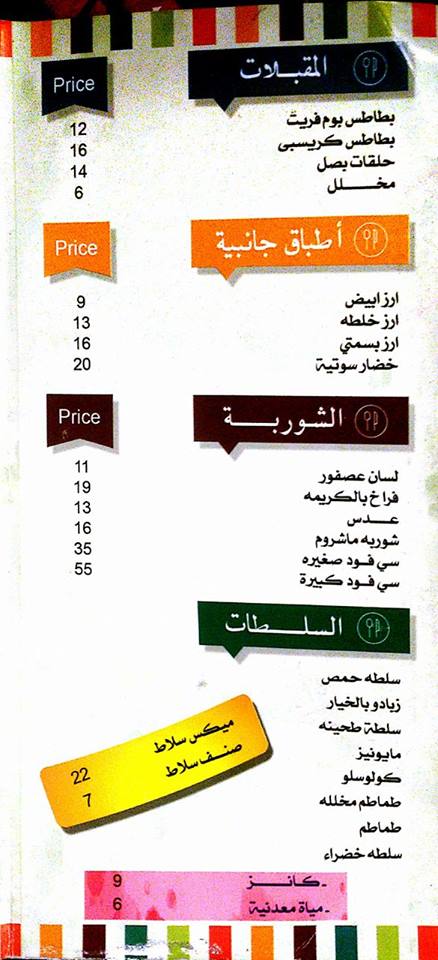 المقبلات Price
بطاطس بوم فريت 12
بطاطس كريسبى 16
حلقات بصل 14
مخلل 6
أطباق جانبية Price
ارز ابيض 9
ارز خلطه 13
ارز بسمتي 16
خضار سوتية 20
الشوربة Price
لسان عصفور 11
فراخ بالكريمه 19
عدس 13
شوربه ماشروم 16
سي فود صغيره 35
سي فود كبيرة 55
السلطات
سلطه حمص
زبادو بالخيار
سلطة طحينه
مايونيز
كولوسلو
طماطم مخلله
طماطم
سلطه خضراء
ميكس سلاط 22
صنف سلاط 7
-كانز 9
-مياة معدنية 6